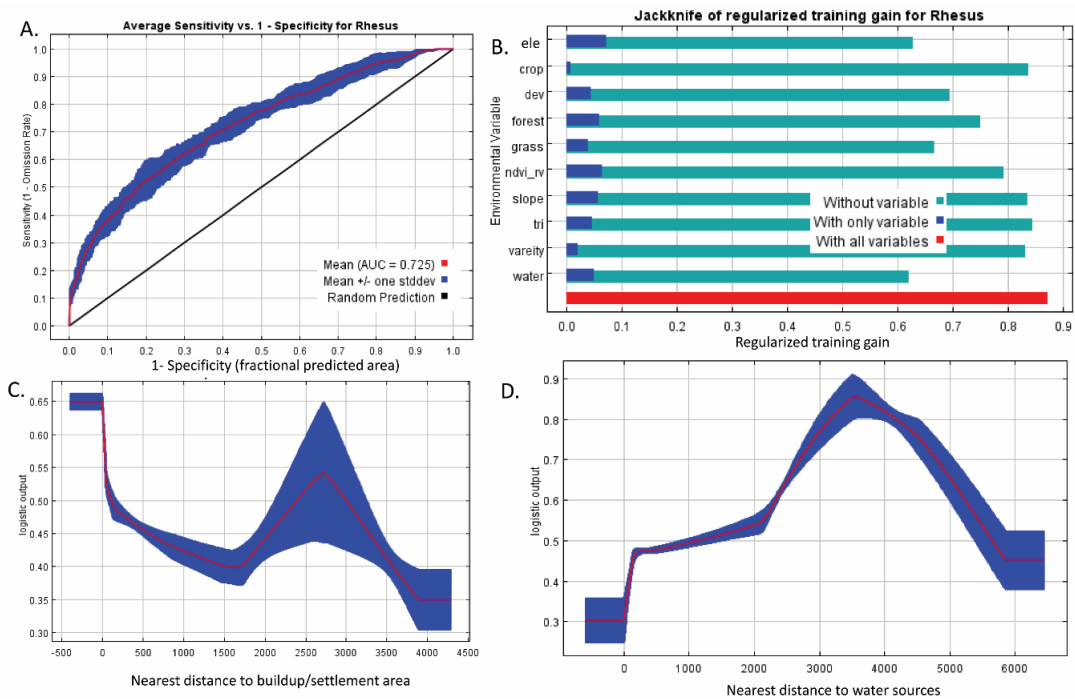 A.
Average Sensitivity vs. 1 - Specificity for Rhesus
Sensitivity (1 - Omission Rate)
1.0
0.9
0.8
0.7
0.6
0.5
0.4
0.3
0.2
0.1
0.0
Mean (AUC = 0.725)
Mean +/- one stddev
Random Prediction
0.0 0.1 0.2 0.3 0.4 0.5 0.6 0.7 0.8 0.9 1.0
1- Specificity (fractional predicted area)
B.
Jackknife of regularized training gain for Rhesus
Environmental Variable
ele
crop
dev
forest
grass
ndvi_rv
slope
tri
vareity
water
Without variable
With only variable
With all variables
0.0 0.1 0.2 0.3 0.4 0.5 0.6 0.7 0.8 0.9
Regularized training gain
C.
logistic output
0.65
0.60
0.55
0.50
0.45
0.40
0.35
0.30
-500 0 500 1000 1500 2000 2500 3000 3500 4000 4500
Nearest distance to buildup/settlement area
D.
logistic output
0.9
0.8
0.7
0.6
0.5
0.4
0.3
0 1000 2000 3000 4000 5000 6000
Nearest distance to water sources